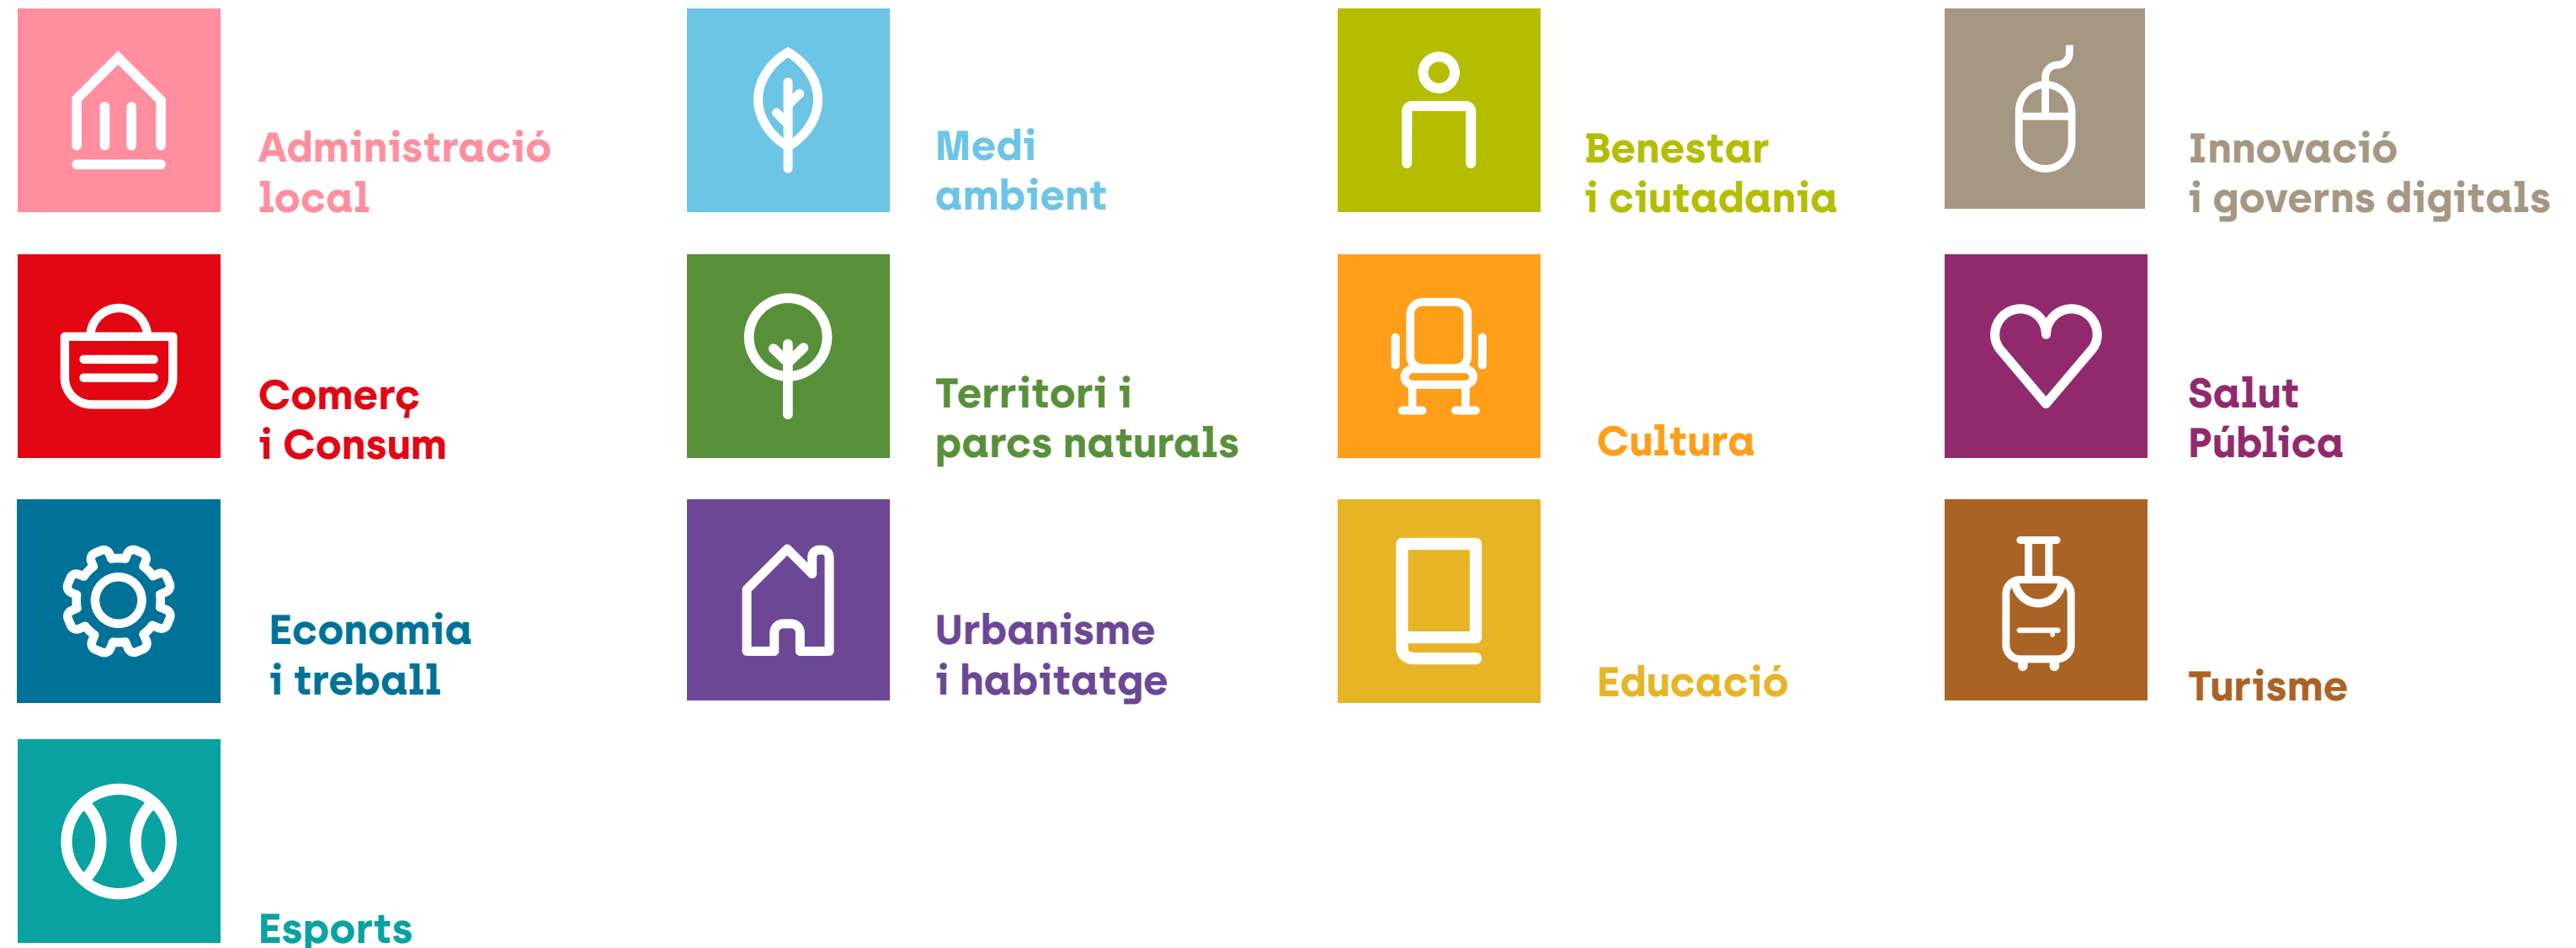 Administració
local
Medi
ambient
Benestar
i ciutadania
Innovació
i governs digitals
Comerç
i Consum
Territori i
parcs naturals
Cultura
Salut
Pública
Economia
i treball
Urbanisme
i habitatge
Educació
Turisme
Esports